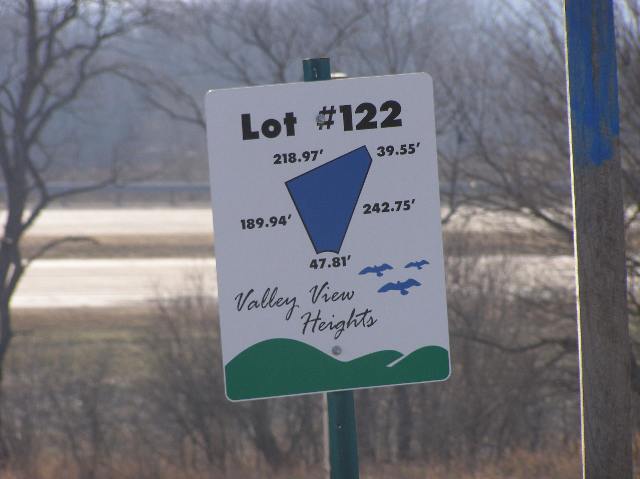 Lot #122
218.97' 39.55'
189.94' 242.75'
47.81'
Valley View
Heights